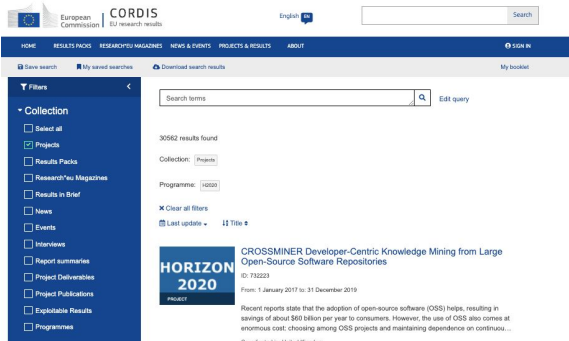 European Commission
CORDIS
EU research results
English EN
Search
HOME RESULTS PACKS RESEARCH*EU MAGAZINES NEWS & EVENTS PROJECTS & RESULTS ABOUT SIGN IN
Save search My saved searches Download search results My booklet
Filters
Search terms
Edit query
Collection
Select all
Projects
Results Packs
Research*eu Magazines
Results in Brief
News
Events
Interviews
Report summaries
Project Deliverables
Project Publications
Exploitable Results
Programmes
30562 results found
Collection: Projects
Programme: H2020
Clear all filters
Last update Title
HORIZON
2020
PROJECT
CROSSMINER Developer-Centric Knowledge Mining from Large
Open-Source Software Repositories
ID: 732223
From: 1 January 2017 to: 31 December 2019
Recent reports state that the adoption of open-source software (OSS) helps, resulting in
savings of about $60 billion per year to consumers. However, the use of OSS also comes at
enormous cost: choosing among OSS projects and maintaining dependence on continuou...